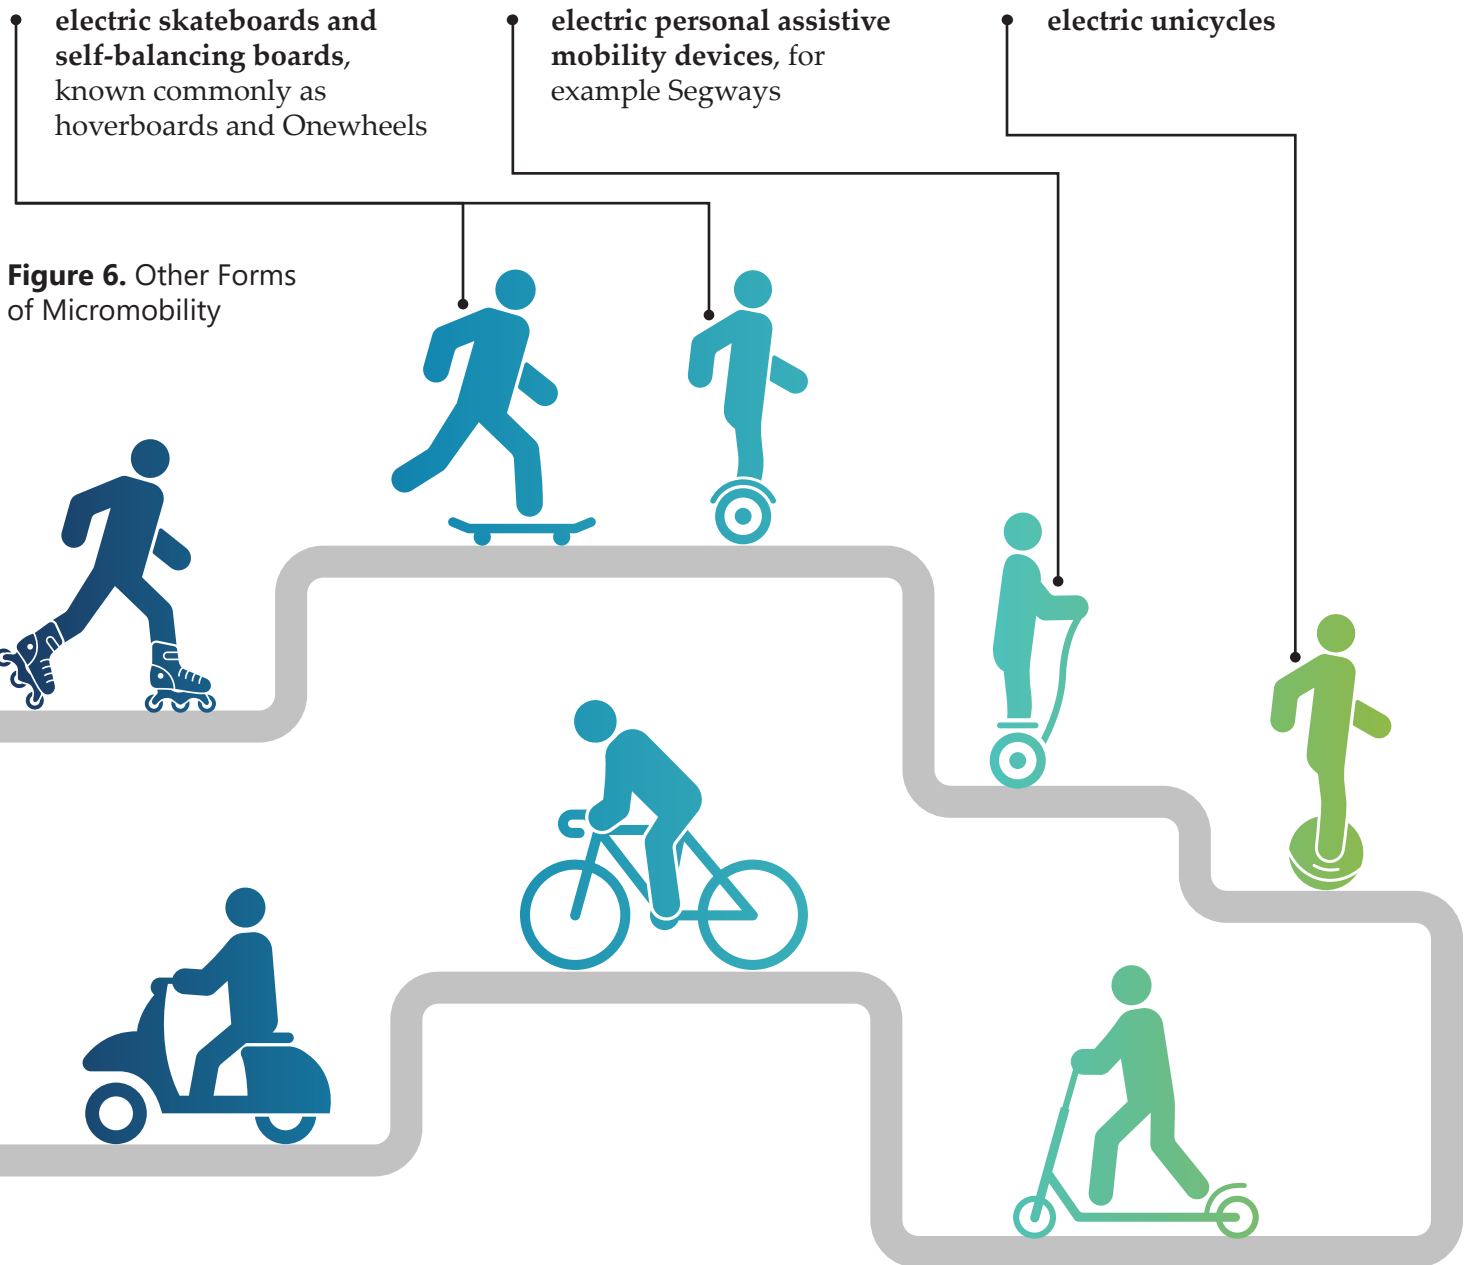 electric skateboards and
self-balancing boards,
known commonly as
hoverboards and Onewheels
electric personal assistive
mobility devices, for
example Segways
electric unicycles
Figure 6. Other Forms
of Micromobility